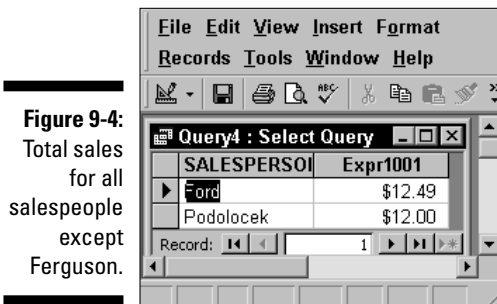 Figure 9-4:
Total sales
for all
salespeople
except
Ferguson.
File Edit View Insert Format
Records Tools Window Help
ABC
Query4 : Select Query
SALESPERSOI Expr1001
Ford $12.49
Podolocek $12.00
Record: 1